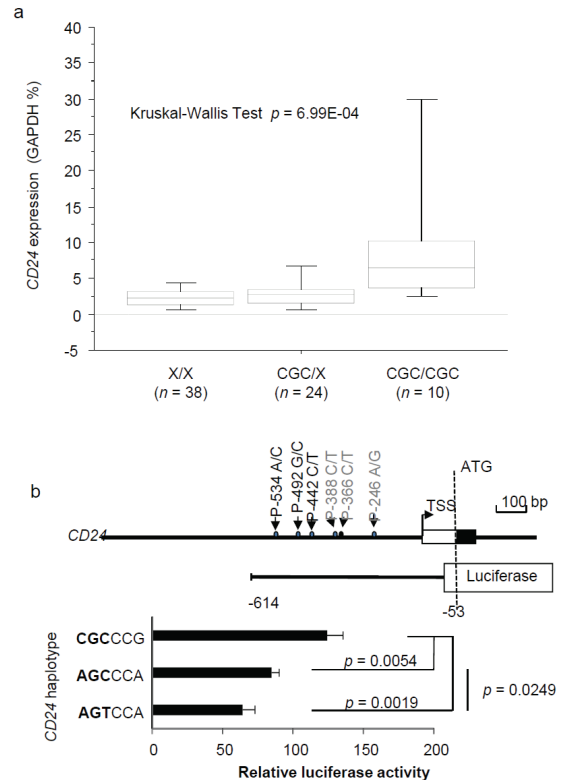 a
CD24 expression (GAPDH %)
40
35
30
25
20
15
10
5
0
-5
Kruskal-Wallis Test p = 6.99E-04
X/X CGC/X CGC/CGC
(n = 38) (n = 24) (n = 10)
b
P-534 A/C
P-492 G/C
P-442 C/T
P-388 C/T
P-366 C/T
P-246 A/G
ATG
TSS
100 bp
CD24
Luciferase
-614
-53
CD24 haplotype
CGCCCG
AGCCCA
AGTCCA
p = 0.0054
p = 0.0019
p = 0.0249
0 50 100 150 200
Relative luciferase activity